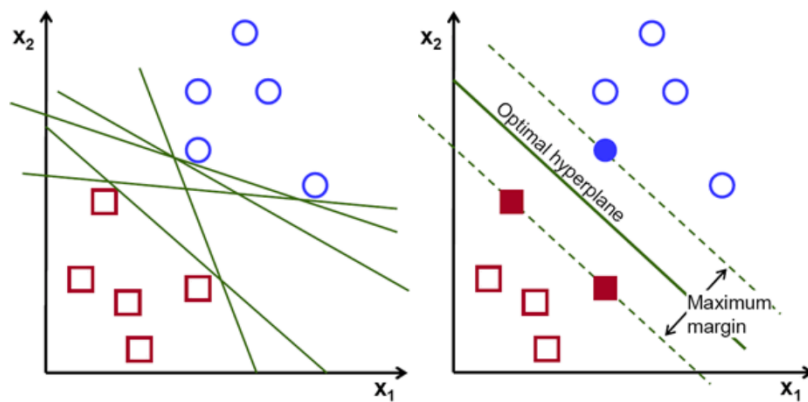 x₂
x₁
x₂
Optimal hyperplane
Maximum
margin
x₁